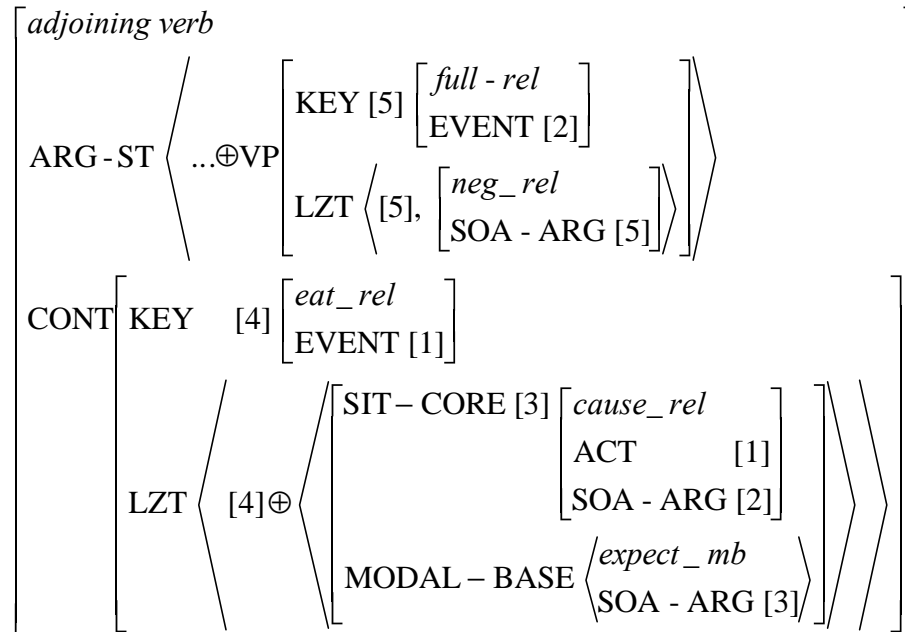 adjoining verb
ARG-ST ⟨ ...⊕VP [ KEY [5] [ full-rel
EVENT [2] ]
LZT ⟨ [5], [ neg_rel
SOA-ARG [5] ] ⟩ ] ⟩
CONT [ KEY [4] [ eat_rel
EVENT [1] ]
LZT ⟨ [4]⊕ ⟨ [ SIT–CORE [3] [ cause_rel
ACT [1]
SOA-ARG [2] ]
MODAL–BASE ⟨ expect_mb
SOA-ARG [3] ⟩ ] ⟩ ⟩ ]